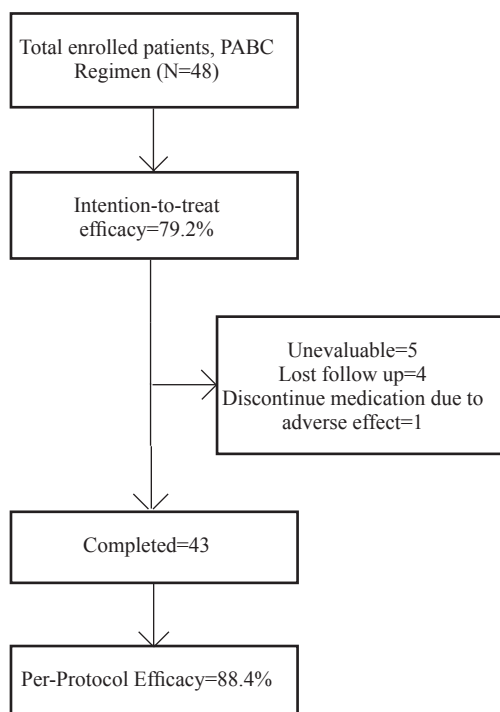 Total enrolled patients, PABC
Regimen (N=48)
Intention-to-treat
efficacy=79.2%
Unevaluable=5
Lost follow up=4
Discontinue medication due to
adverse effect=1
Completed=43
Per-Protocol Efficacy=88.4%